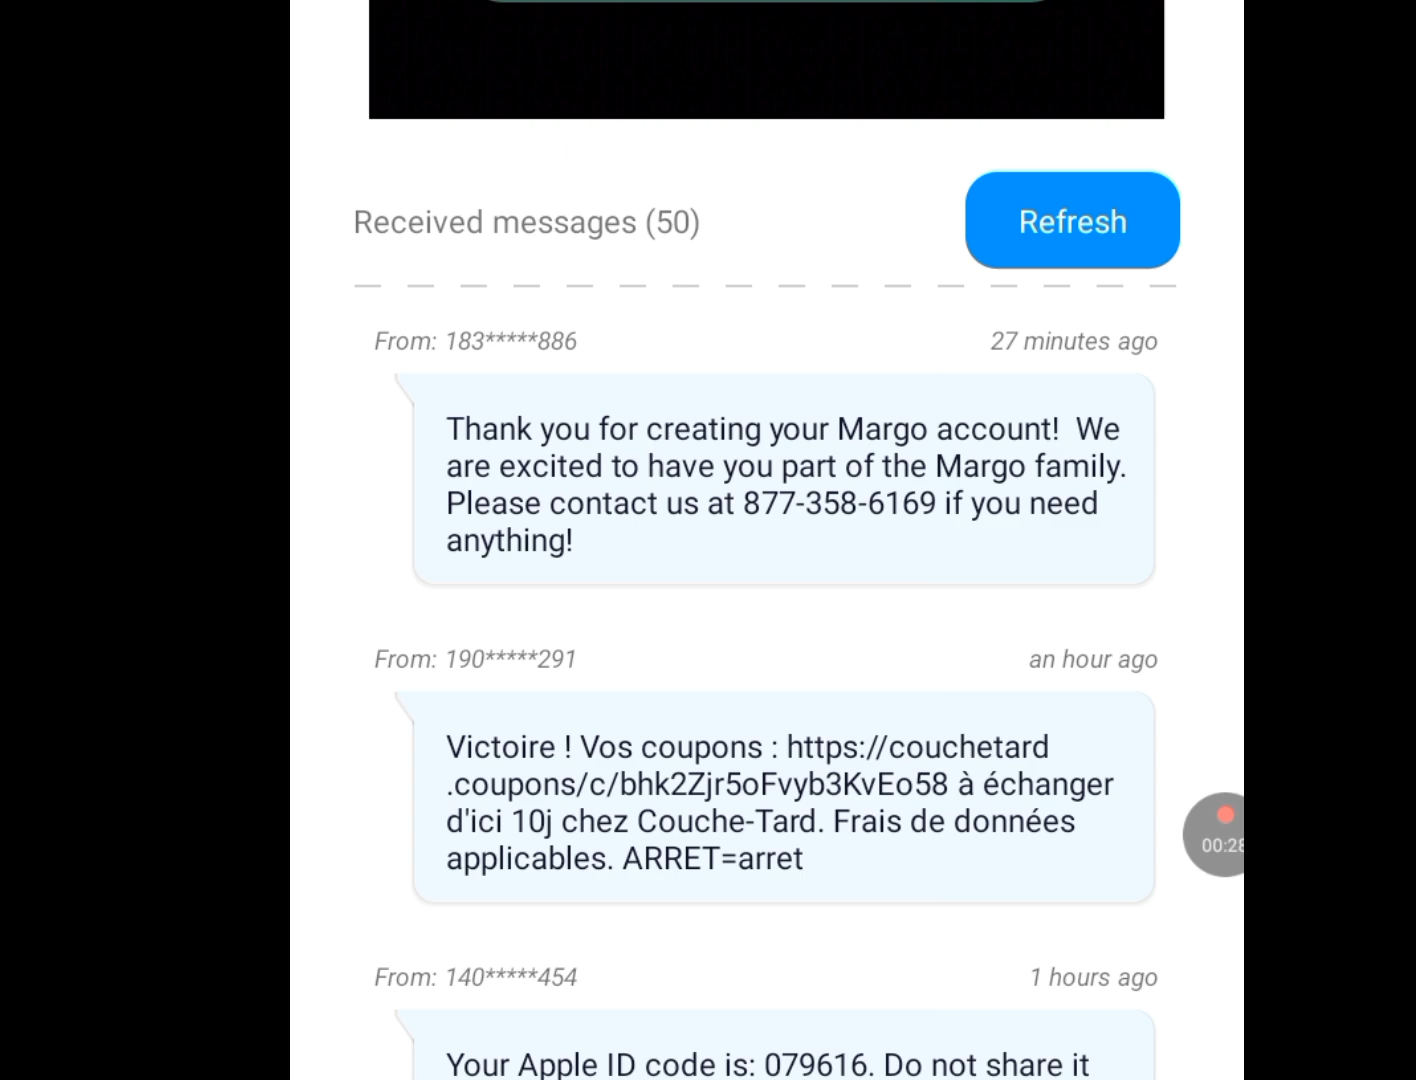 Received messages (50)
Refresh
From: 183*****886
27 minutes ago
Thank you for creating your Margo account!  We
are excited to have you part of the Margo family.
Please contact us at 877-358-6169 if you need
anything!
From: 190*****291
an hour ago
Victoire ! Vos coupons : https://couchetard
.coupons/c/bhk2Zjr5oFvyb3KvEo58 à échanger
d'ici 10j chez Couche-Tard. Frais de données
applicables. ARRET=arret
00:28
From: 140*****454
1 hours ago
Your Apple ID code is: 079616. Do not share it